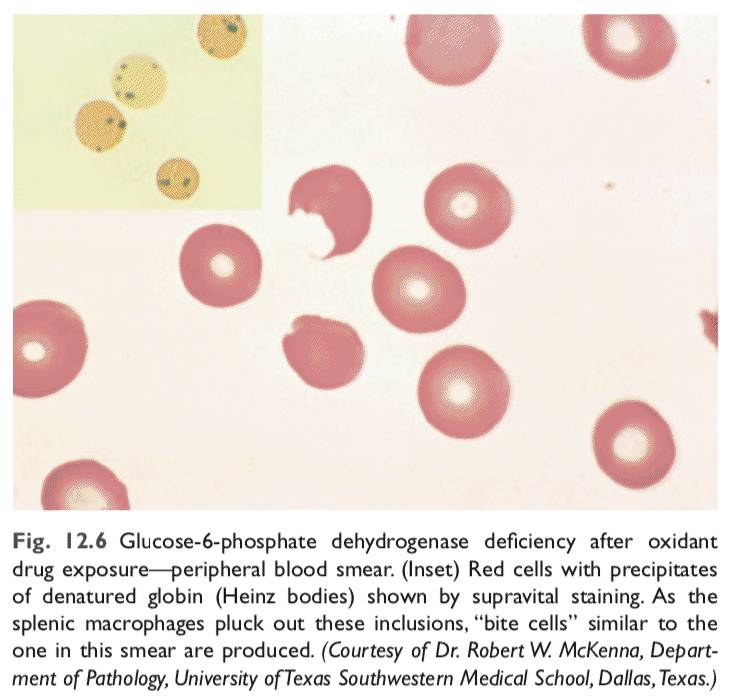 Fig. 12.6 Glucose-6-phosphate dehydrogenase deficiency after oxidant
drug exposure—peripheral blood smear. (Inset) Red cells with precipitates
of denatured globin (Heinz bodies) shown by supravital staining. As the
splenic macrophages pluck out these inclusions, “bite cells” similar to the
one in this smear are produced. (Courtesy of Dr. Robert W. McKenna, Depart-
ment of Pathology, University of Texas Southwestern Medical School, Dallas, Texas.)